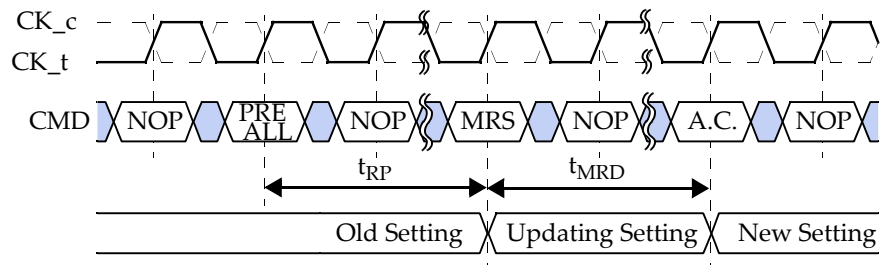 CK_c
CK_t
CMD NOP PRE ALL NOP MRS NOP A.C. NOP
tRP tMRD
Old Setting Updating Setting New Setting